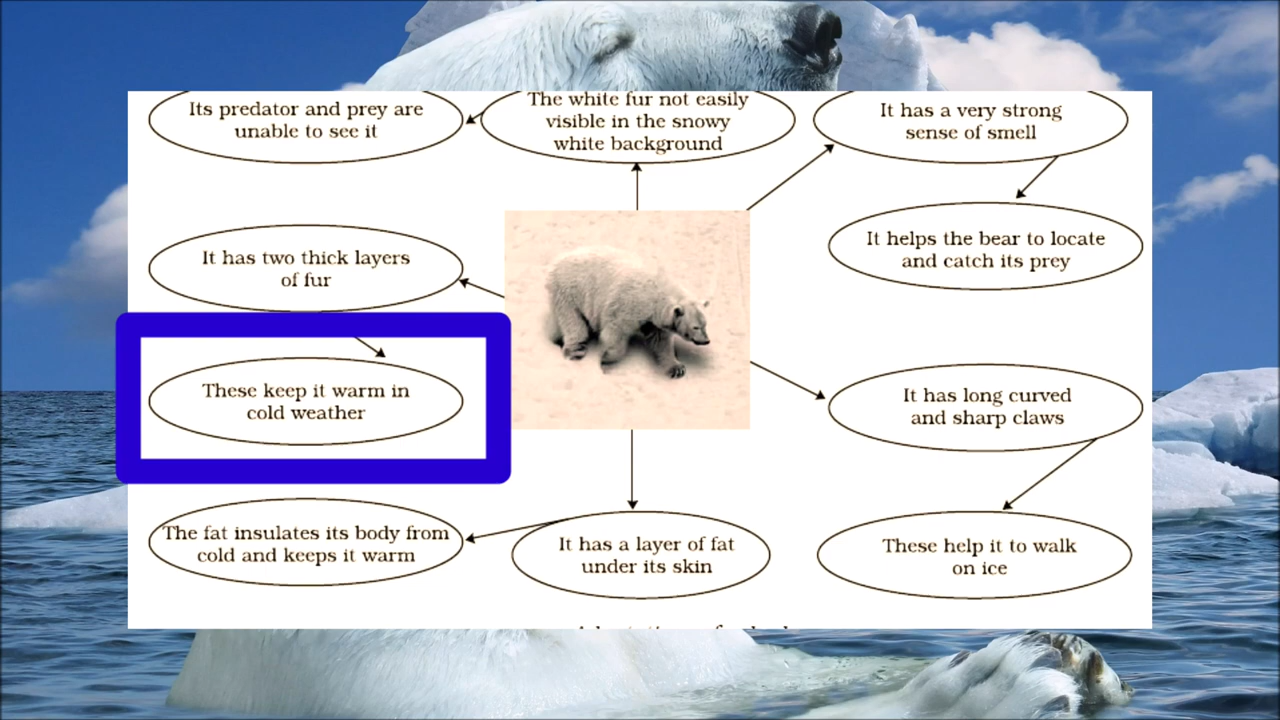 Its predator and prey are
unable to see it
The white fur not easily
visible in the snowy
white background
It has a very strong
sense of smell
It has two thick layers
of fur
It helps the bear to locate
and catch its prey
These keep it warm in
cold weather
It has long curved
and sharp claws
The fat insulates its body from
cold and keeps it warm
It has a layer of fat
under its skin
These help it to walk
on ice